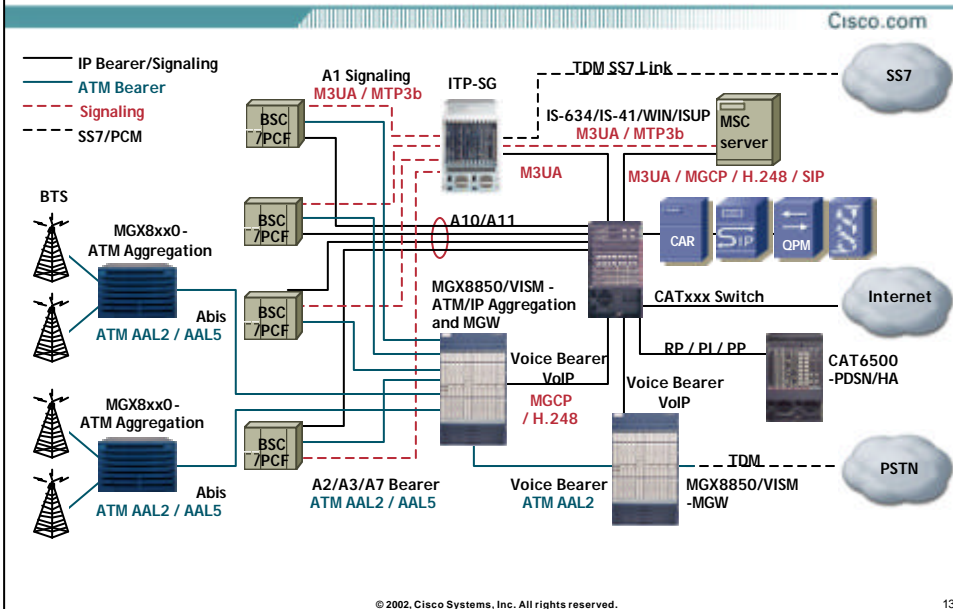 Cisco.com
IP Bearer/Signaling
ATM Bearer
Signaling
SS7/PCM
A1 Signaling
M3UA / MTP3b
ITP-SG
TDM SS7 Link
SS7
IS-634/IS-41/WIN/ISUP
M3UA / MTP3b
MSC
server
M3UA
M3UA / MGCP / H.248 / SIP
BSC
/PCF
BSC
/PCF
BSC
/PCF
BSC
/PCF
BTS
MGX8xx0-
ATM Aggregation
Abis
ATM AAL2 / AAL5
MGX8xx0-
ATM Aggregation
Abis
ATM AAL2 / AAL5
A10/A11
CAR
SIP
QPM
MGX8850/VISM -
ATM/IP Aggregation
and MGW
CATxxx Switch
Internet
Voice Bearer
VoIP
MGCP
/ H.248
RP / PI / PP
CAT6500
-PDSN/HA
Voice Bearer
VoIP
A2/A3/A7 Bearer
ATM AAL2 / AAL5
Voice Bearer
ATM AAL2
TDM
MGX8850/VISM
-MGW
PSTN
© 2002, Cisco Systems, Inc. All rights reserved.
13